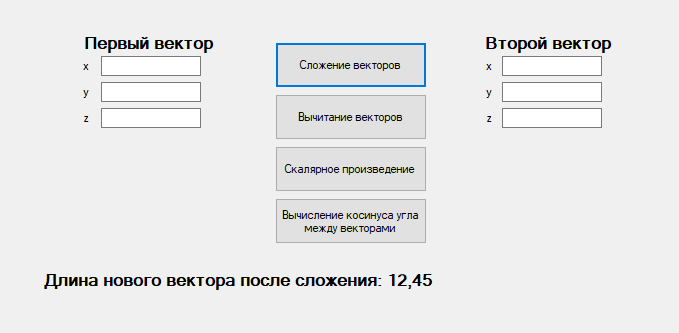 Первый вектор
x
y
z
Сложение векторов
Вычитание векторов
Скалярное произведение
Вычисление косинуса угла
между векторами
Второй вектор
x
y
z
Длина нового вектора после сложения: 12,45